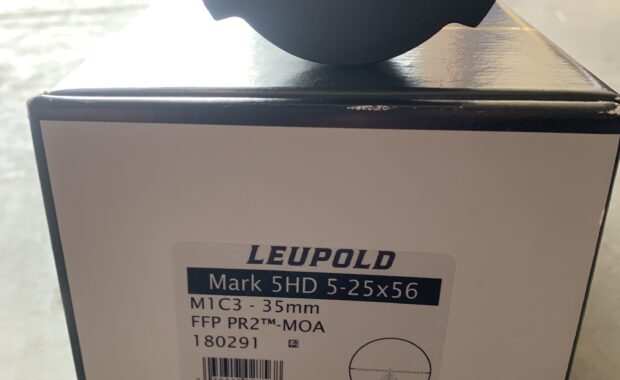 LEUPOLD
Mark 5HD 5-25x56
M1C3 - 35mm
FFP PR2™-MOA
180291